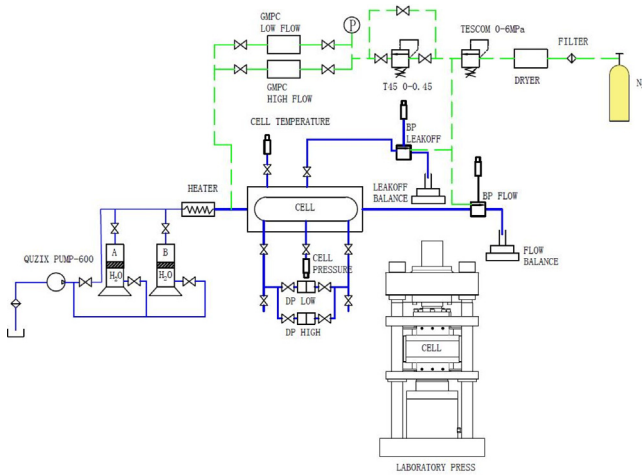 GMPC
LOW FLOW
P
TESCOM 0-6MPa
FILTER
GMPC
HIGH FLOW
T45 0-0.45
DRYER
N
CELL TEMPERATURE
BP
LEAKOFF
HEATER
LEAKOFF
BALANCE
BP FLOW
CELL
QUZIX PUMP-600
A
B
H2O
H2O
CELL
PRESSURE
FLOW
BALANCE
DP LOW
DP HIGH
CELL
LABORATORY PRESS